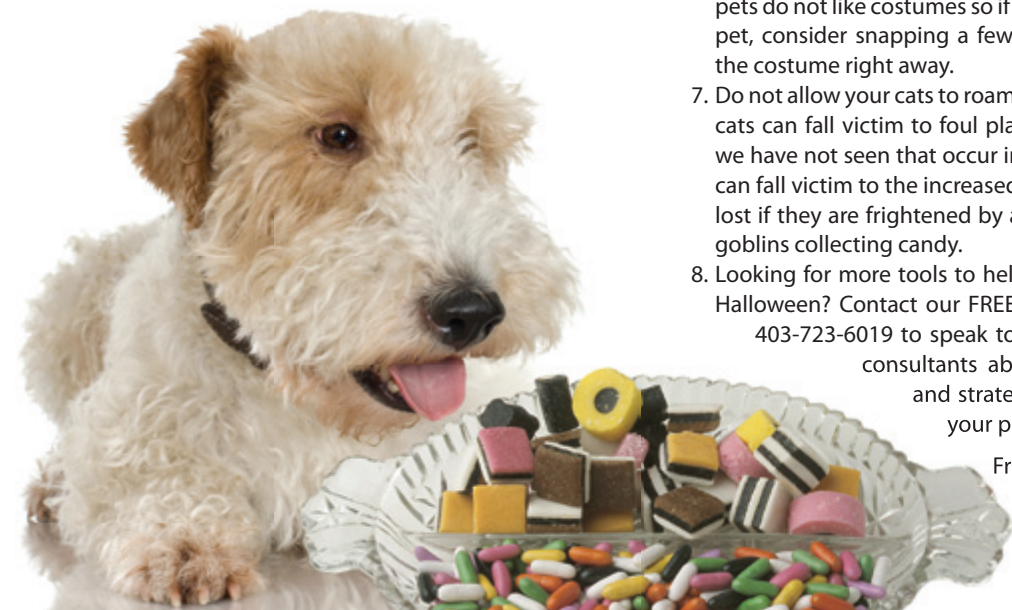 pets do not like costumes so if
pet, consider snapping a few
the costume right away.
7. Do not allow your cats to roam
cats can fall victim to foul pla
we have not seen that occur in
can fall victim to the increased
lost if they are frightened by a
goblins collecting candy.
8. Looking for more tools to hel
Halloween? Contact our FREE
403-723-6019 to speak to
consultants ab
and strate
your p
Fr